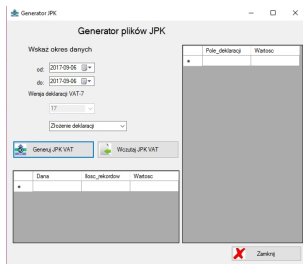 Generator JPK
Generator plików JPK
Wskaż okres danych
od: 2017-09-06
do: 2017-09-06
Wersja deklaracji VAT-7
17
Złożenie deklaracji
Generuj JPK VAT
Wczutaj JPK VAT
Dana Ilosc_rekordow Wartosc
Pole_deklaracji Wartosc
Zamknij